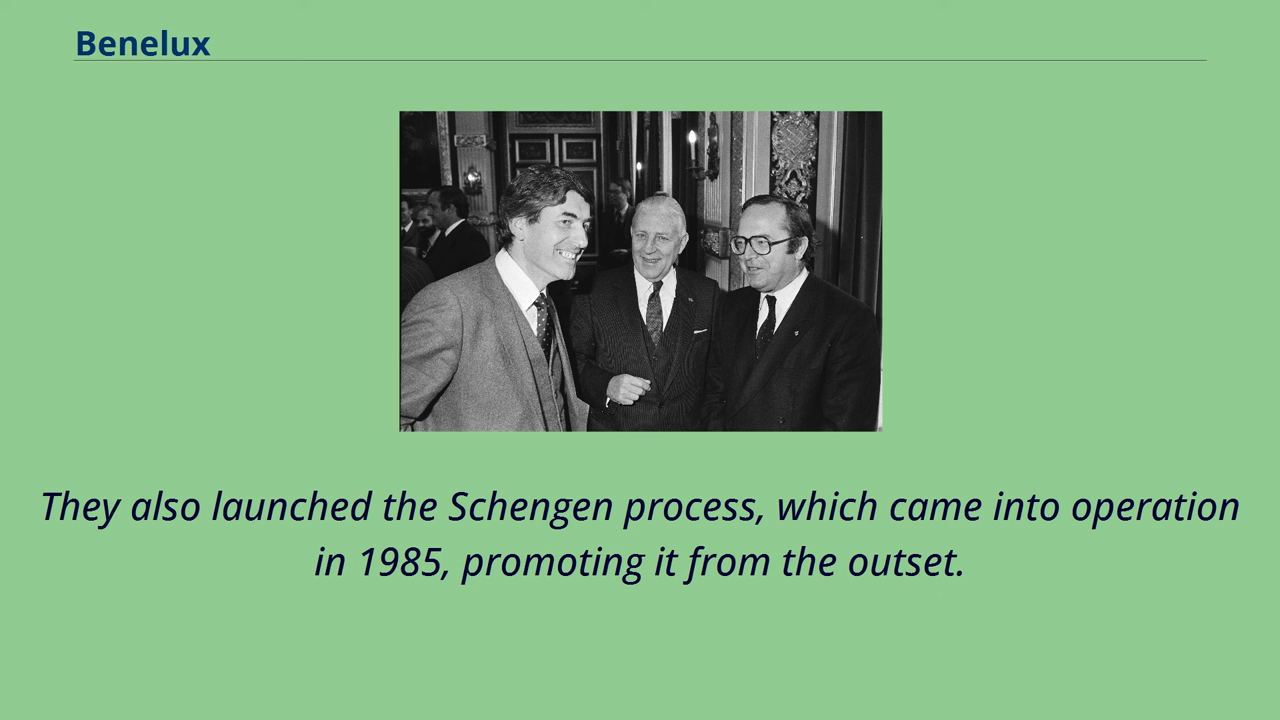 Benelux
They also launched the Schengen process, which came into operation
in 1985, promoting it from the outset.